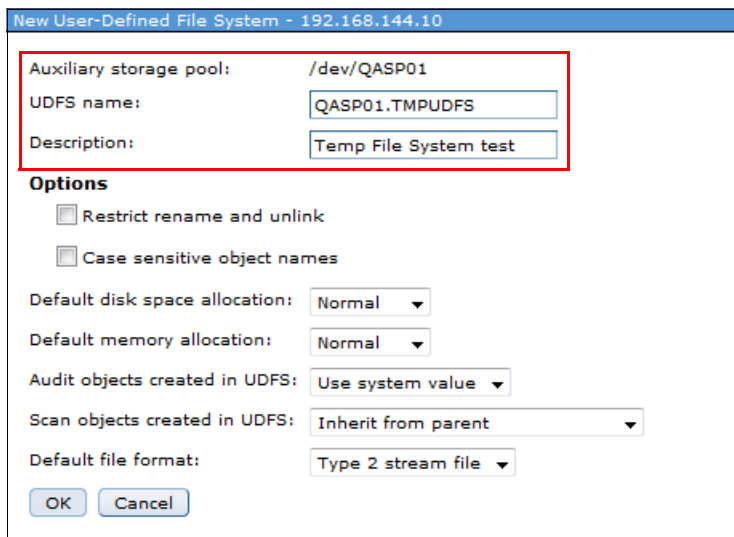 New User-Defined File System - 192.168.144.10
Auxiliary storage pool: /dev/QASP01
UDFS name: QASP01.TMPUDFS
Description: Temp File System test
Options
Restrict rename and unlink
Case sensitive object names
Default disk space allocation: Normal
Default memory allocation: Normal
Audit objects created in UDFS: Use system value
Scan objects created in UDFS: Inherit from parent
Default file format: Type 2 stream file
OK Cancel